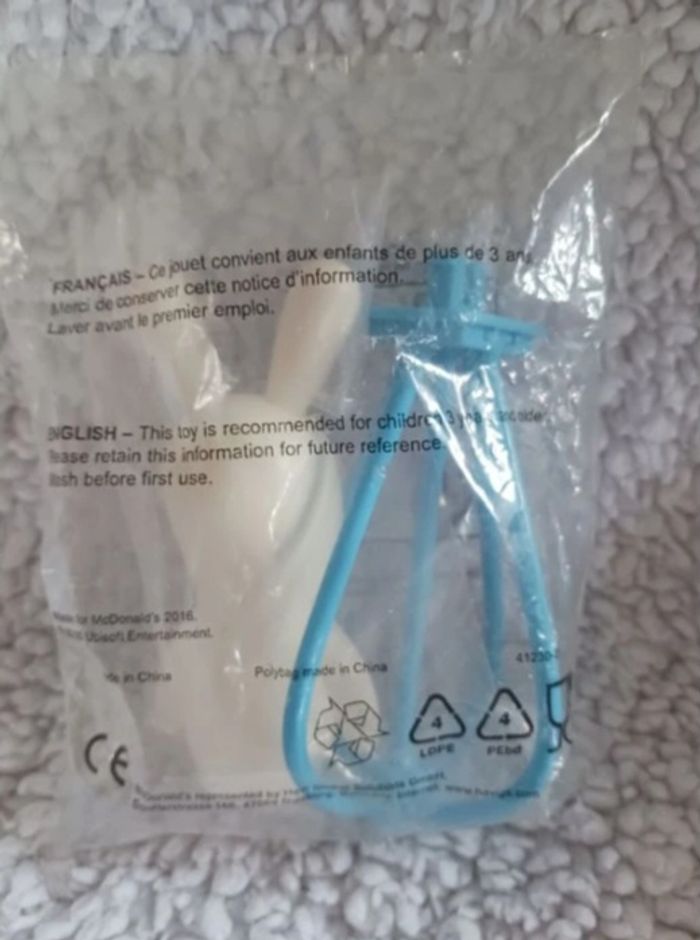 FRANÇAIS – Ce jouet convient aux enfants de plus de 3 ans
Merci de conserver cette notice d'information.
Laver avant le premier emploi.
ENGLISH – This toy is recommended for children 3 years and older
Please retain this information for future reference.
Wash before first use.
for McDonald's 2016.
Ubisoft Entertainment.
in China
Polybag made in China
CE
4
LDPE
4
PEbd
represented by